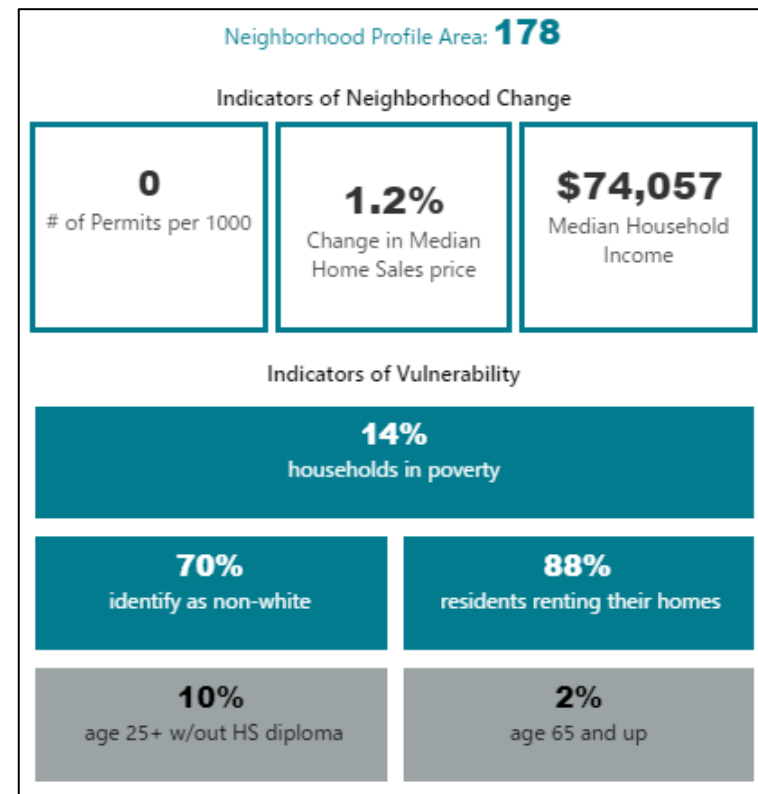 Neighborhood Profile Area: 178
Indicators of Neighborhood Change
0
# of Permits per 1000
1.2%
Change in Median
Home Sales price
$74,057
Median Household
Income
Indicators of Vulnerability
14%
households in poverty
70%
identify as non-white
88%
residents renting their homes
10%
age 25+ w/out HS diploma
2%
age 65 and up